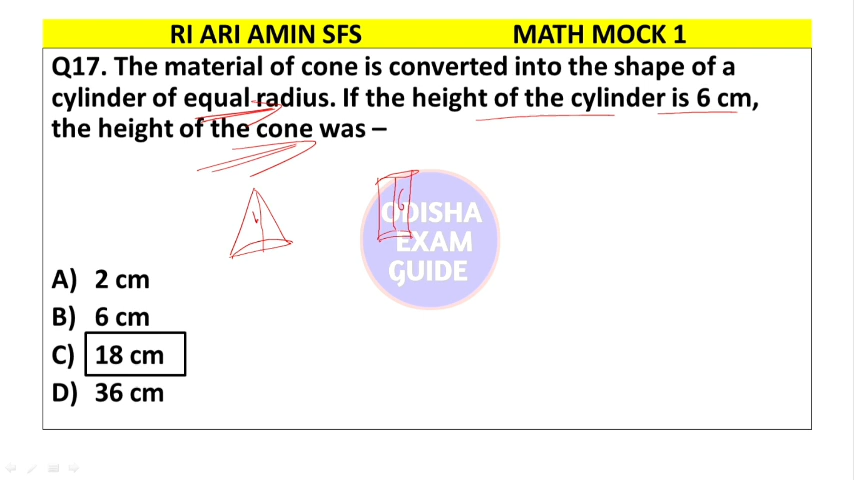 RI ARI AMIN SFS MATH MOCK 1
Q17. The material of cone is converted into the shape of a
cylinder of equal radius. If the height of the cylinder is 6 cm,
the height of the cone was –
6
ODISHA
EXAM
GUIDE
A) 2 cm
B) 6 cm
C) 18 cm
D) 36 cm